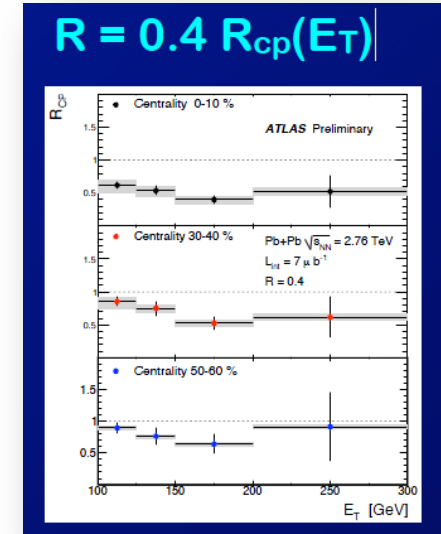 R = 0.4 Rcp(ET)
RCP
Centrality 0-10 %
ATLAS Preliminary
1.5
1
0.5
Centrality 30-40 %
Pb+Pb √sNN = 2.76 TeV
Lint = 7 μ b-1
R = 0.4
1.5
1
0.5
Centrality 50-60 %
1.5
1
0.5
100 150 200 250 300
ET [GeV]